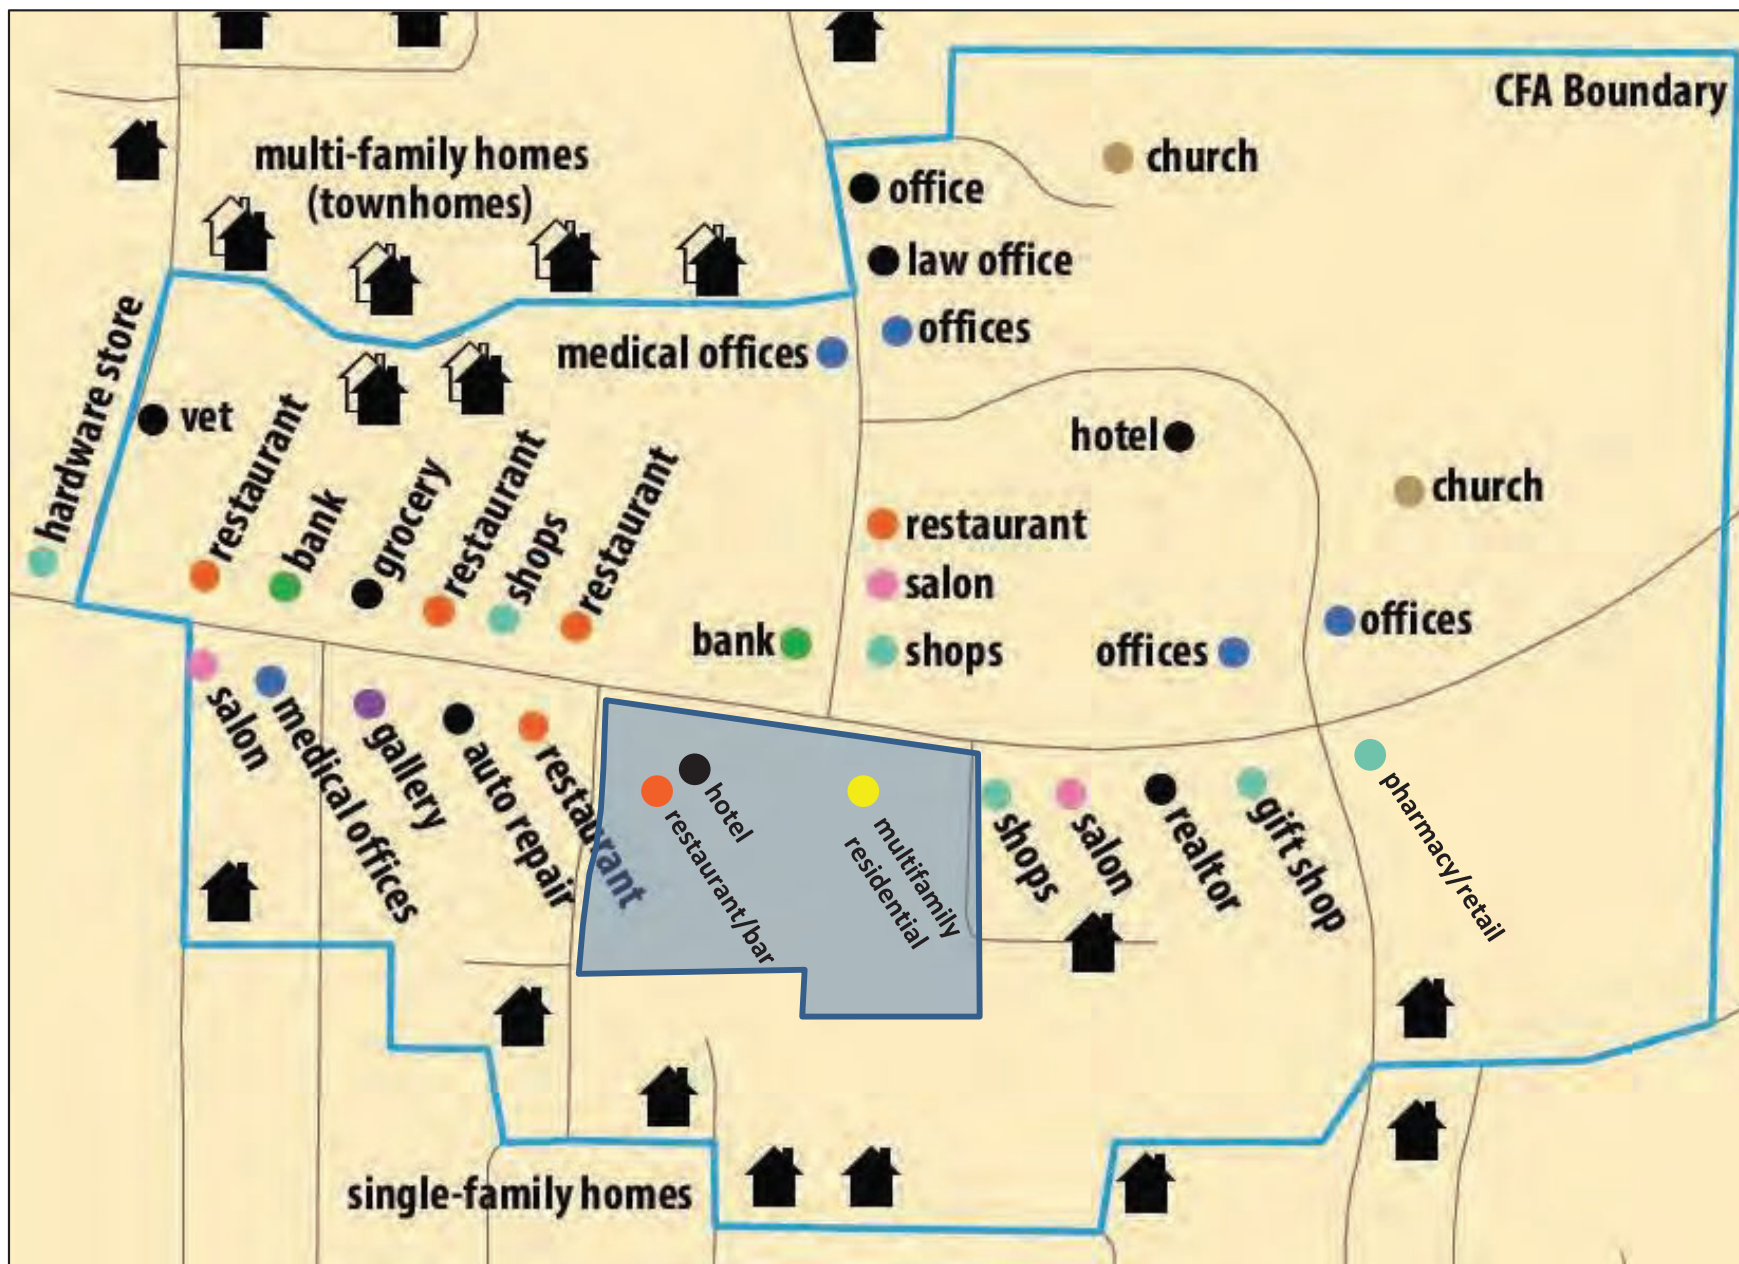 CFA Boundary
multi-family homes
(townhomes)
church
office
law office
offices
medical offices
hardware store
vet
restaurant
bank
grocery
restaurant
shops
restaurant
hotel
church
restaurant
salon
shops
bank
offices
offices
salon
medical offices
gallery
auto repair
restaurant
hotel
restaurant/bar
multifamily
residential
shops
salon
realtor
gift shop
pharmacy/retail
single-family homes